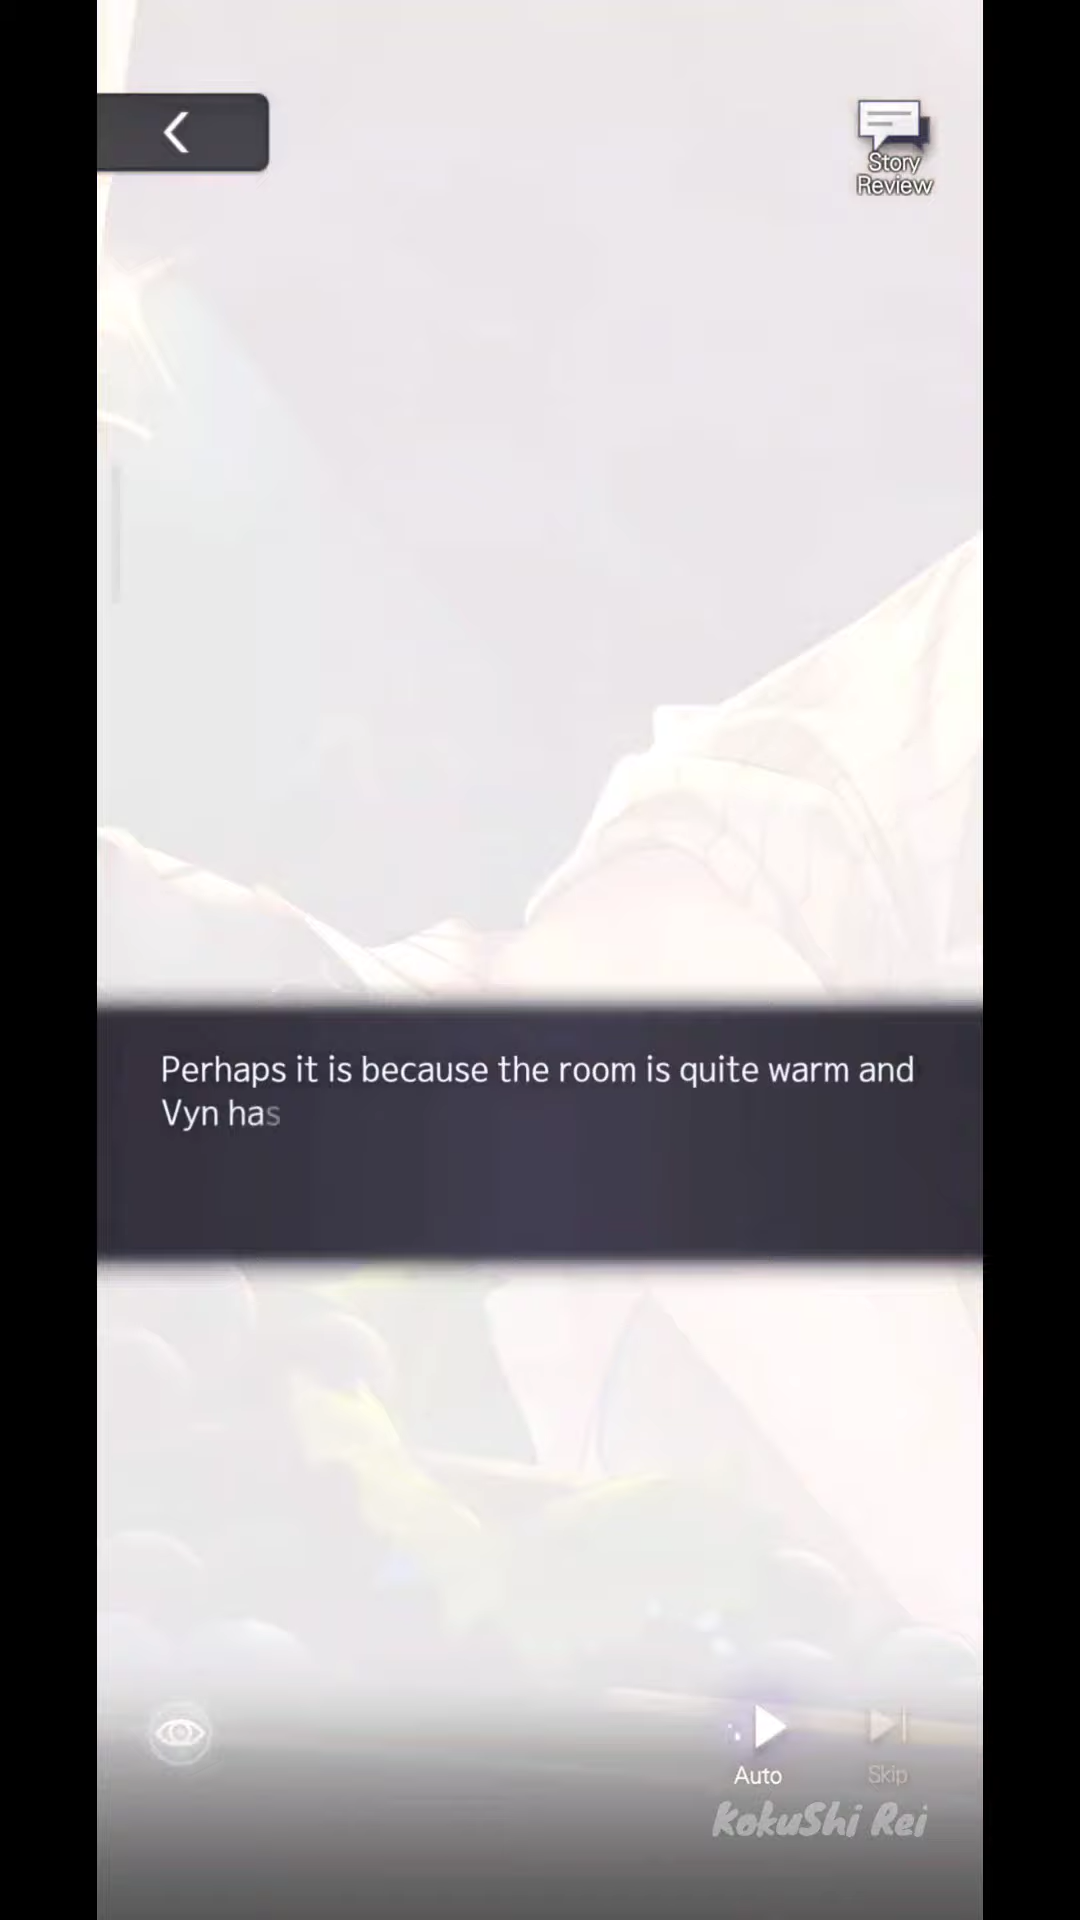 Story
Review
Perhaps it is because the room is quite warm and
Vyn has
Auto
Skip
KokuShi Rei